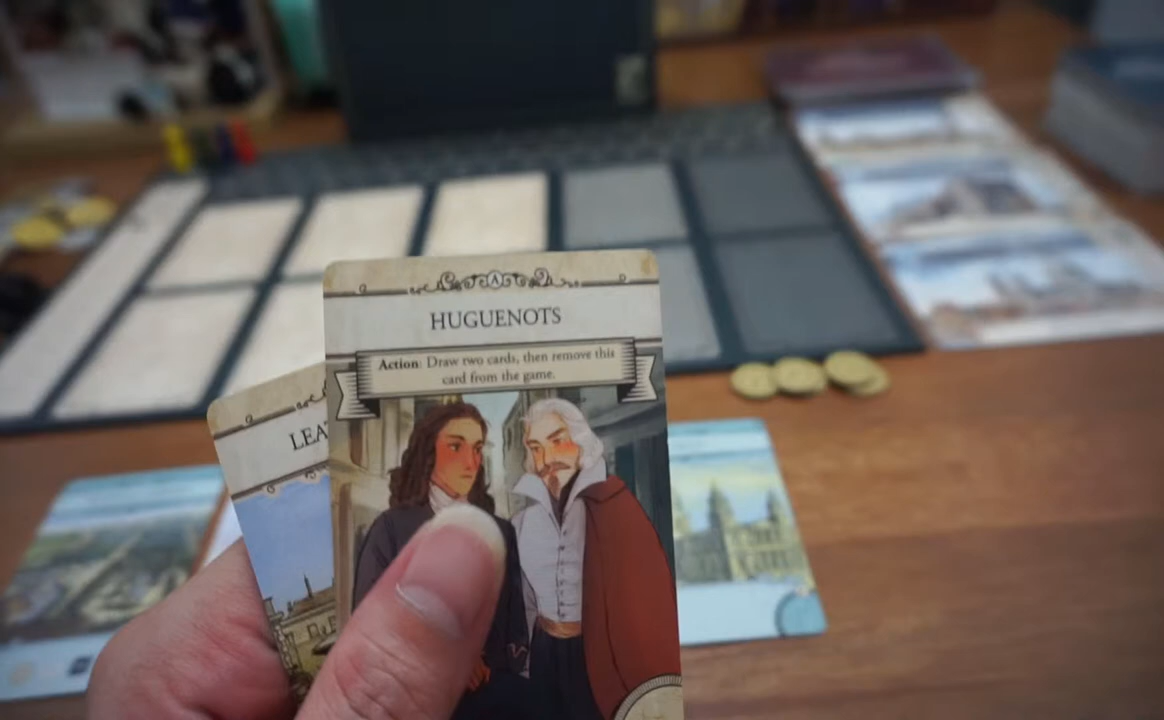 A
HUGUENOTS
Action: Draw two cards, then remove this
card from the game.
LEA